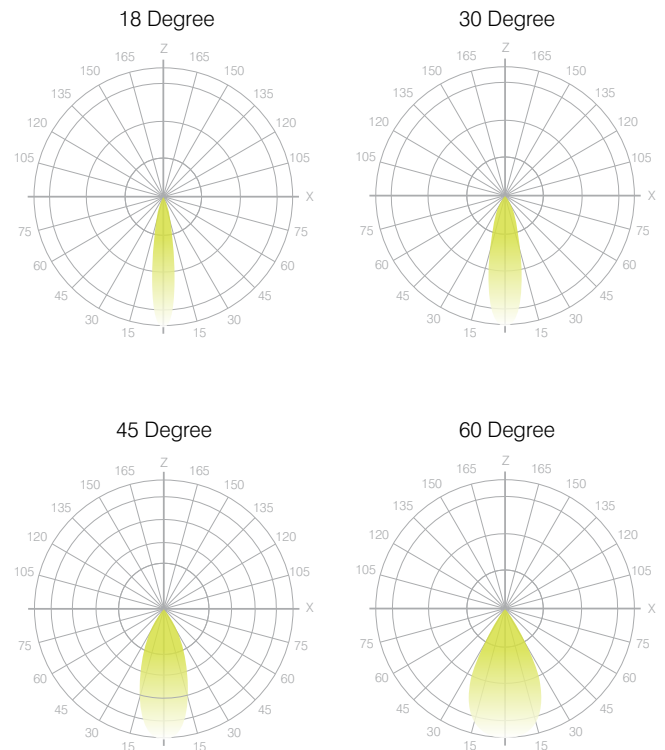 18 Degree 30 Degree
Z Z
165 165 165 165
150 150 150 150
135 135 135 135
120 120 120 120
105 105 105 105
X X
75 75 75 75
60 60 60 60
45 45 45 45
30 30 30 30
15 15 15 15
45 Degree 60 Degree
Z Z
165 165 165 165
150 150 150 150
135 135 135 135
120 120 120 120
105 105 105 105
X X
75 75 75 75
60 60 60 60
45 45 45 45
30 30 30 30
15 15 15 15